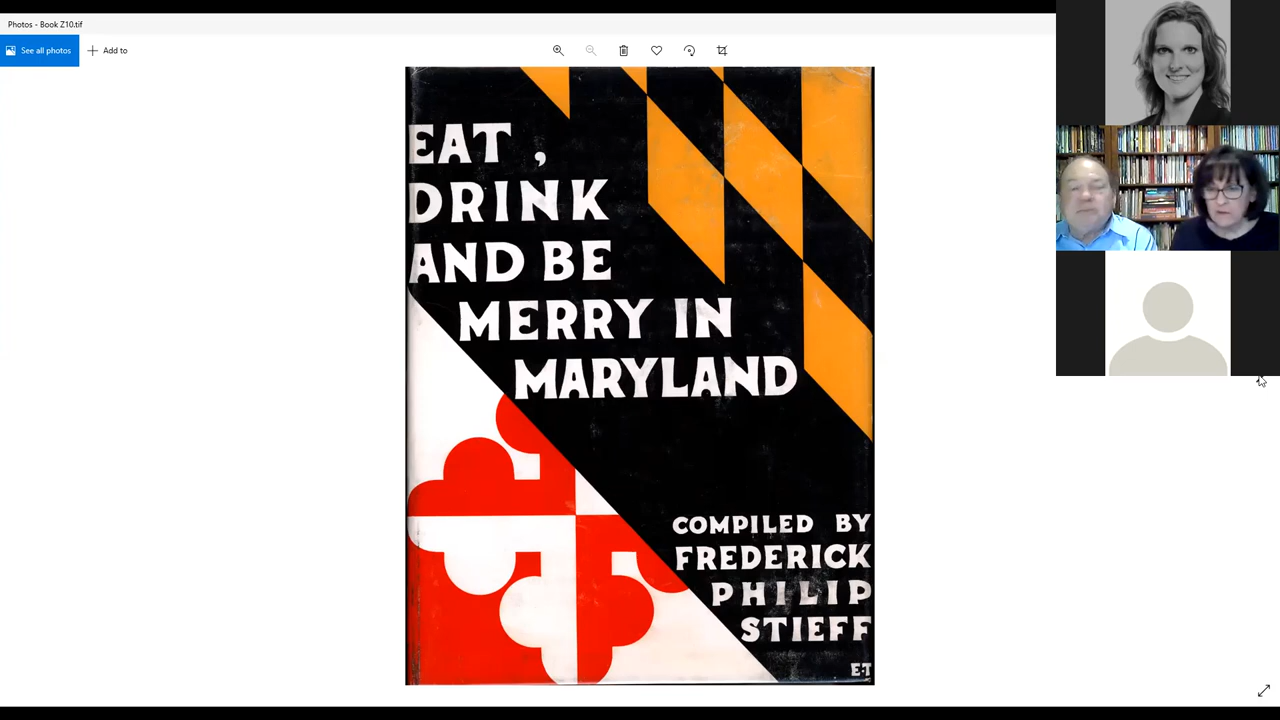 Photos - Book Z10.tif
See all photos
Add to
EAT ,
DRINK
AND BE
MERRY IN
MARYLAND
COMPILED BY
FREDERICK
PHILIP
STIEFF
E·T